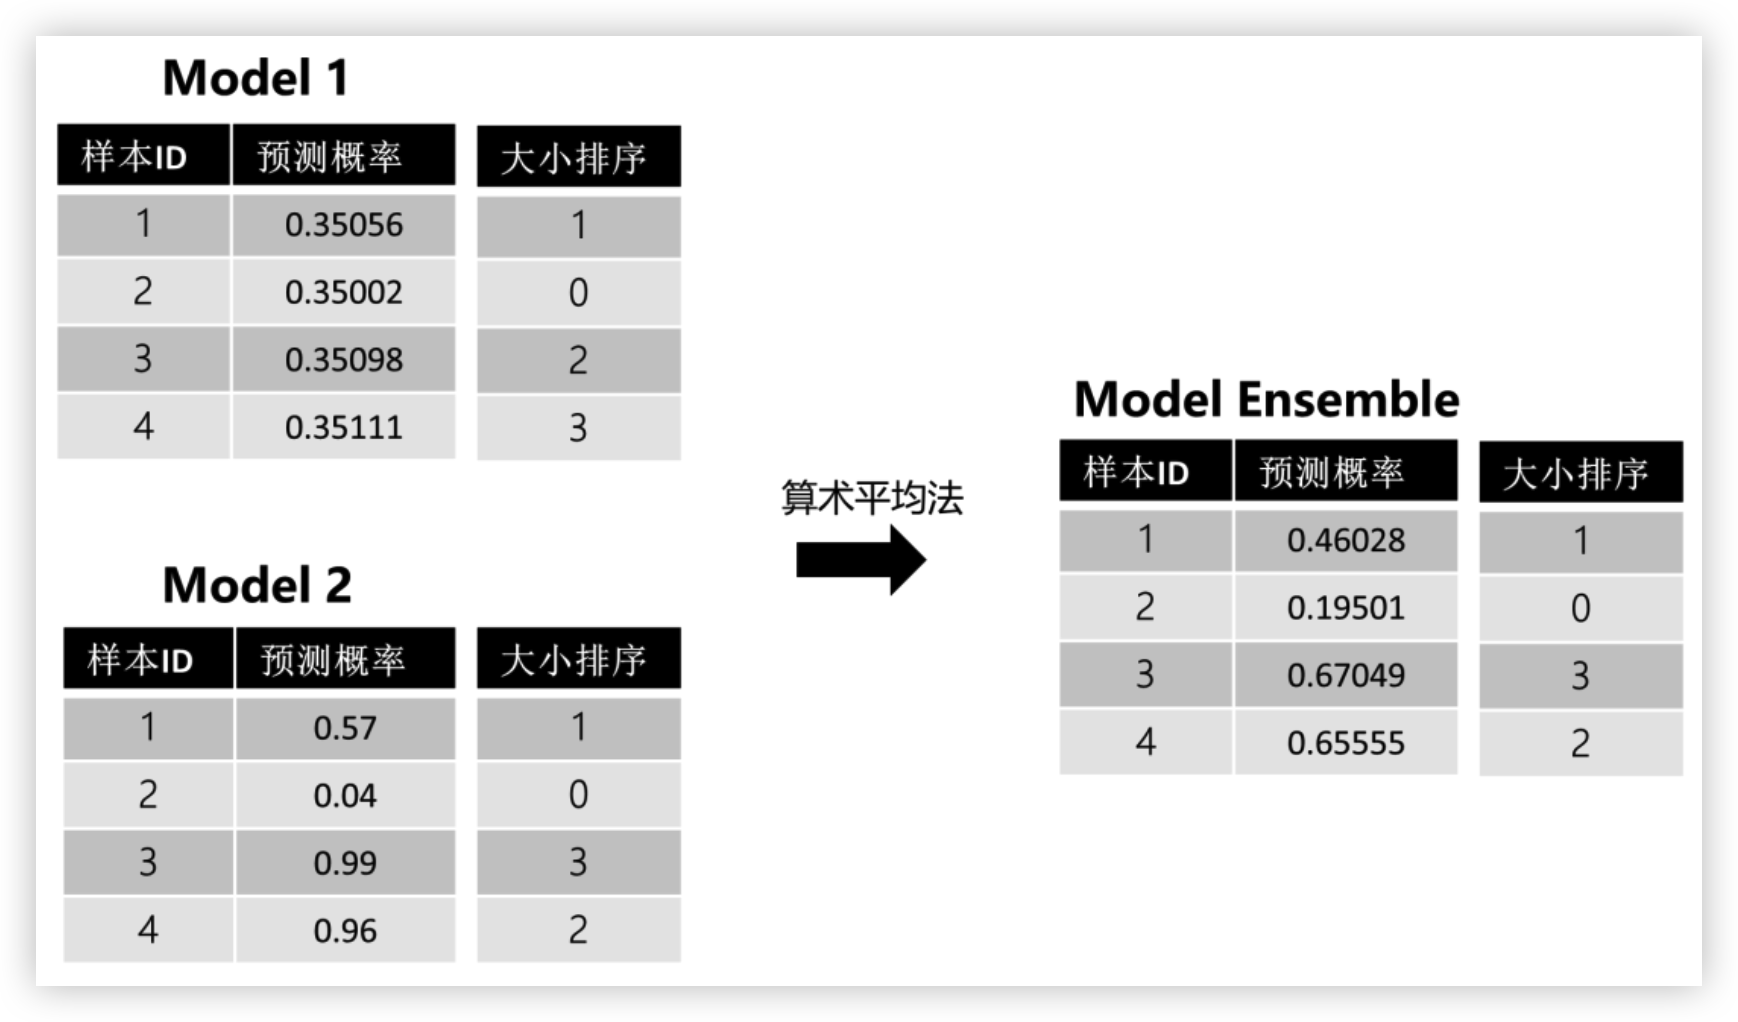 Model 1
样本ID 预测概率 大小排序
1 0.35056 1
2 0.35002 0
3 0.35098 2
4 0.35111 3
Model 2
样本ID 预测概率 大小排序
1 0.57 1
2 0.04 0
3 0.99 3
4 0.96 2
算术平均法
Model Ensemble
样本ID 预测概率 大小排序
1 0.46028 1
2 0.19501 0
3 0.67049 3
4 0.65555 2